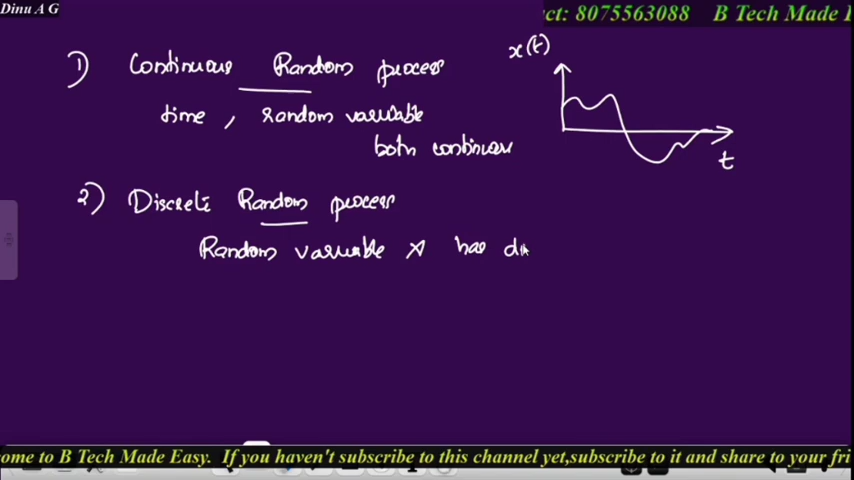 Dinu A G
ct: 8075563088 B Tech Made I
1) Continuous Random process
time, random variable
both continuous
x(t)
t
2) Discrete Random process
Random variable X has dis
come to B Tech Made Easy. If you haven't subscribe to this channel yet,subscribe to it and share to your fri